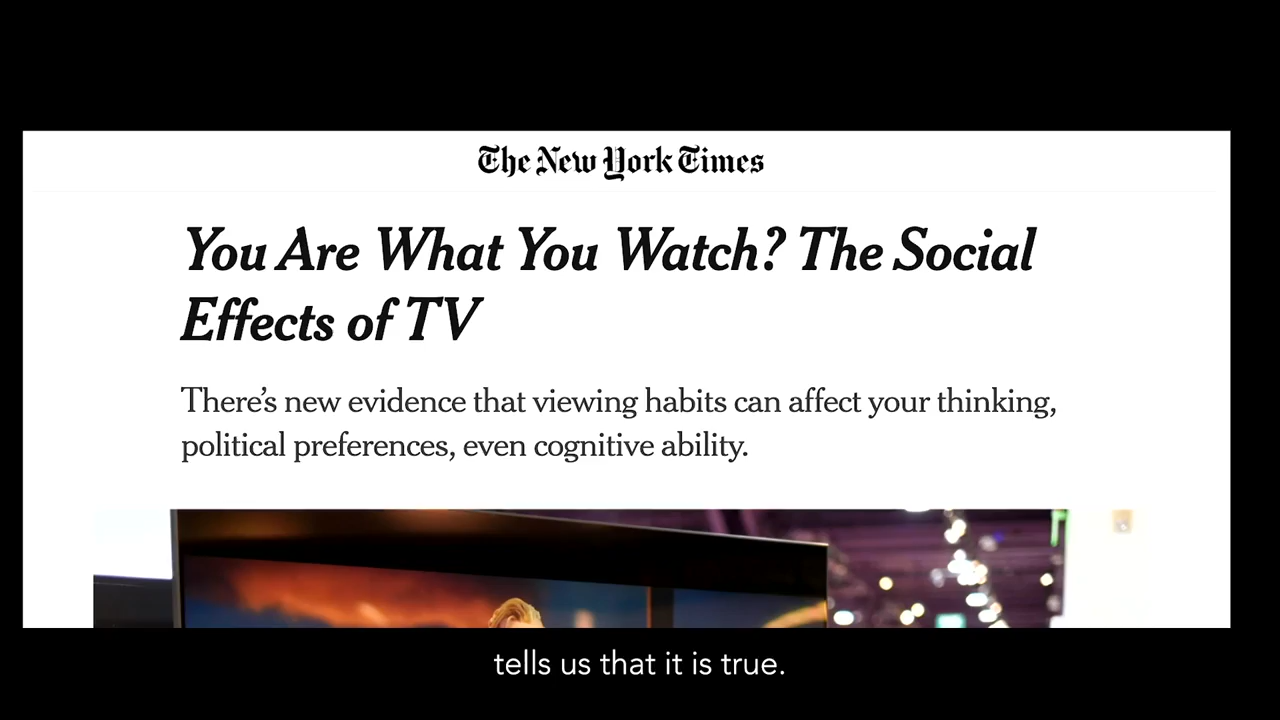 The New York Times
You Are What You Watch? The Social
Effects of TV
There’s new evidence that viewing habits can affect your thinking,
political preferences, even cognitive ability.
tells us that it is true.